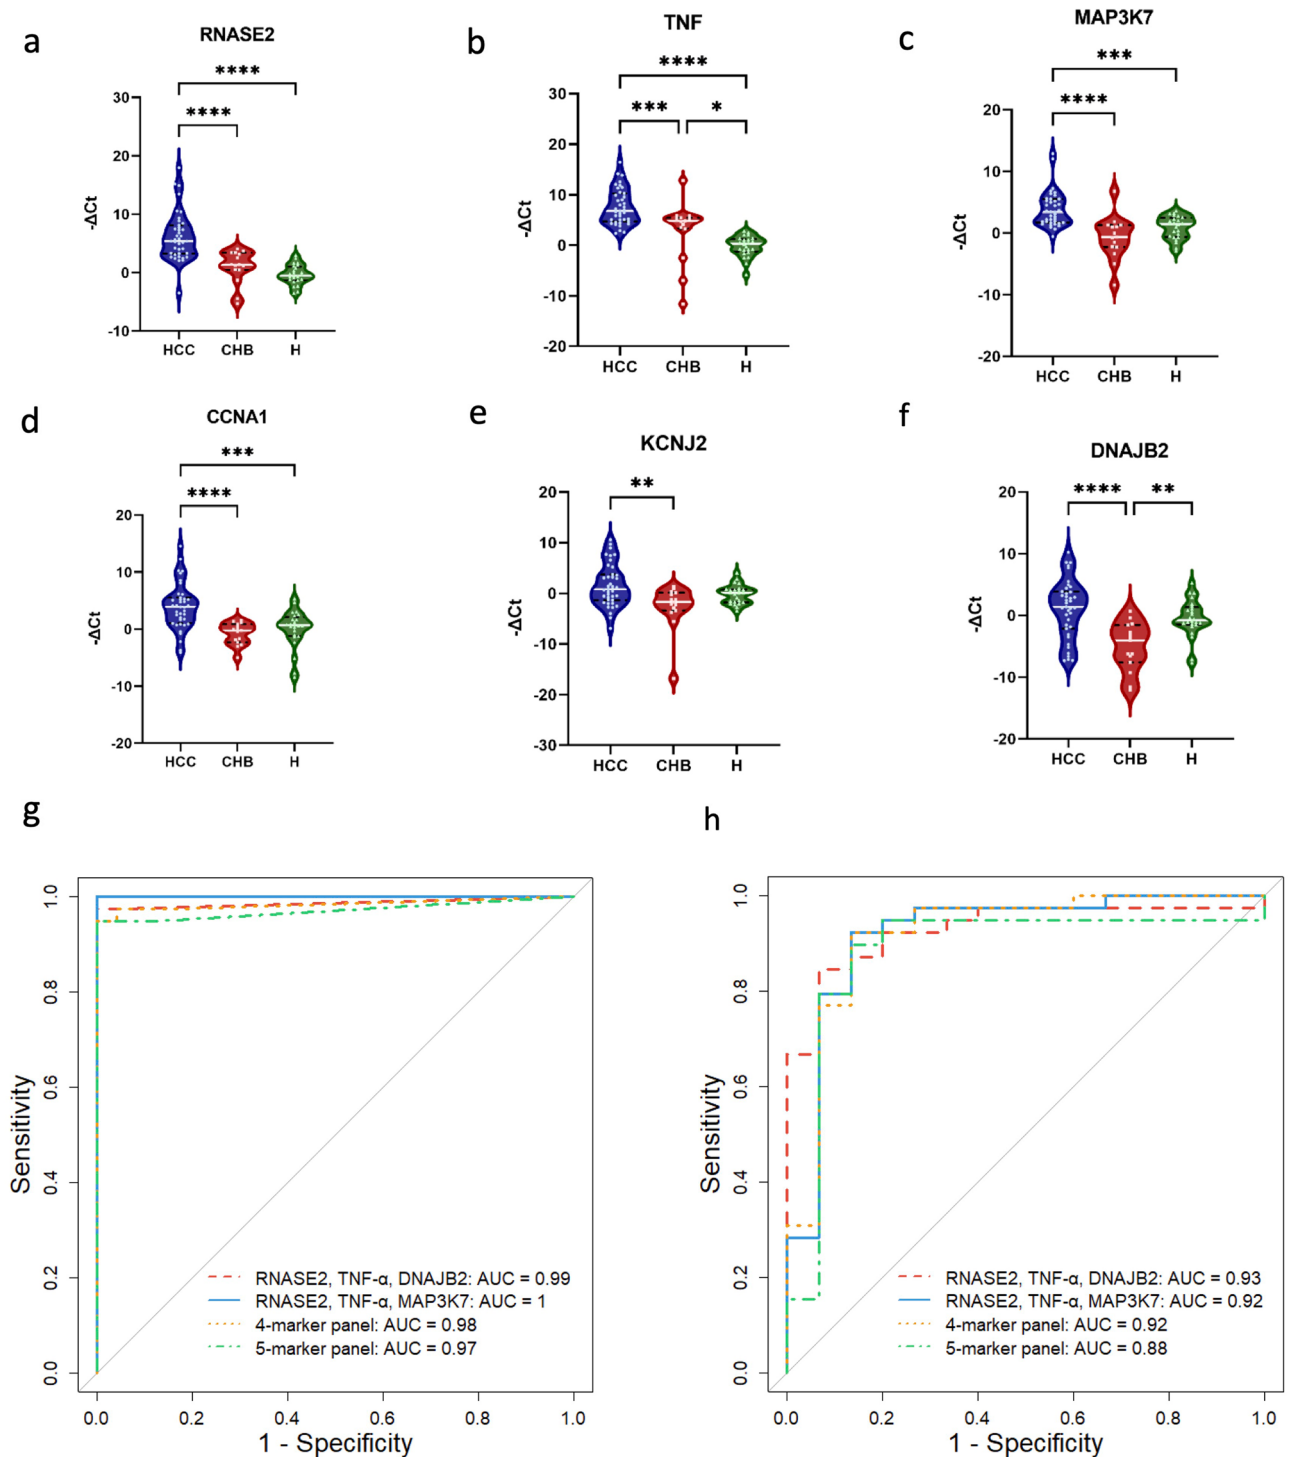 a
RNASE2
****
****
30
20
10
0
-10
-ΔCt
HCC CHB H
b
TNF
****
*** *
30
20
10
0
-10
-20
-ΔCt
HCC CHB H
c
MAP3K7
***
****
20
10
0
-10
-20
-ΔCt
HCC CHB H
d
CCNA1
***
****
20
10
0
-10
-20
-ΔCt
HCC CHB H
e
KCNJ2
**
20
10
0
-10
-20
-30
-ΔCt
HCC CHB H
f
DNAJB2
**** **
20
10
0
-10
-20
-ΔCt
HCC CHB H
g
1.0
0.8
0.6
0.4
0.2
0.0
Sensitivity
RNASE2, TNF-α, DNAJB2: AUC = 0.99
RNASE2, TNF-α, MAP3K7: AUC = 1
4-marker panel: AUC = 0.98
5-marker panel: AUC = 0.97
0.0 0.2 0.4 0.6 0.8 1.0
1 - Specificity
h
1.0
0.8
0.6
0.4
0.2
0.0
Sensitivity
RNASE2, TNF-α, DNAJB2: AUC = 0.93
RNASE2, TNF-α, MAP3K7: AUC = 0.92
4-marker panel: AUC = 0.92
5-marker panel: AUC = 0.88
0.0 0.2 0.4 0.6 0.8 1.0
1 - Specificity